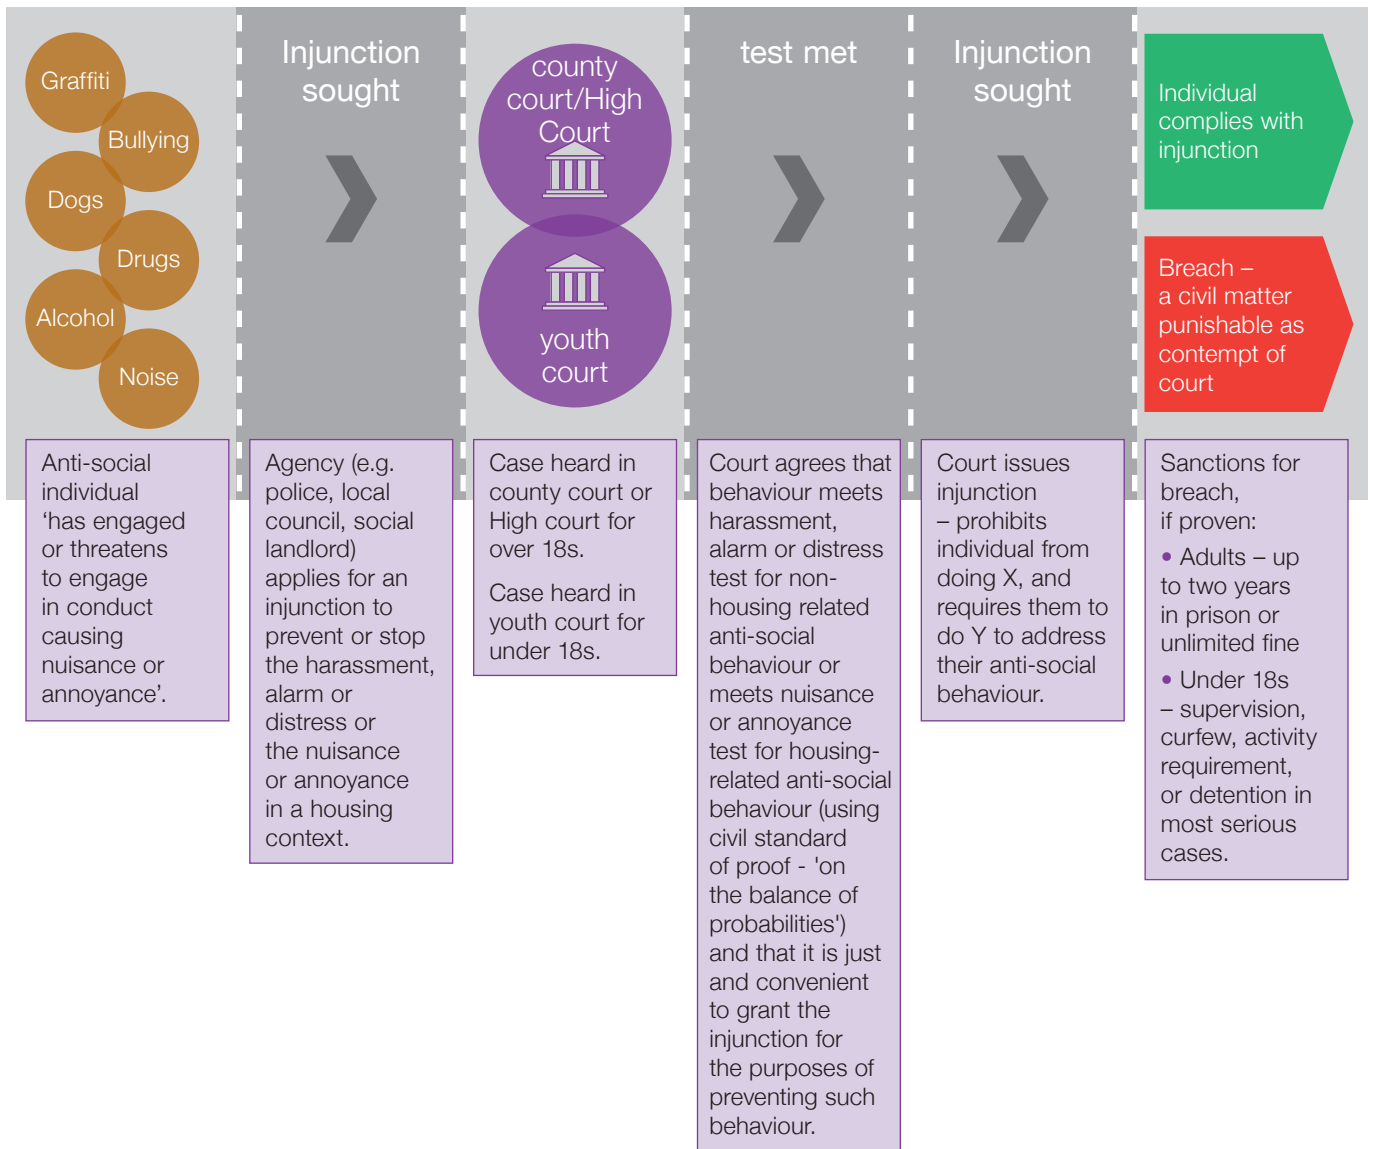 Graffiti
Bullying
Dogs
Drugs
Alcohol
Noise
Injunction
sought
county
court/High
Court
youth
court
test met
Injunction
sought
Individual
complies with
injunction
Breach –
a civil matter
punishable as
contempt of
court
Anti-social
individual
‘has engaged
or threatens
to engage
in conduct
causing
nuisance or
annoyance’.
Agency (e.g.
police, local
council, social
landlord)
applies for an
injunction to
prevent or stop
the harassment,
alarm or
distress or
the nuisance
or annoyance
in a housing
context.
Case heard in
county court or
High court for
over 18s.
Case heard in
youth court for
under 18s.
Court agrees that
behaviour meets
harassment,
alarm or distress
test for non-
housing related
anti-social
behaviour or
meets nuisance
or annoyance
test for housing-
related anti-social
behaviour (using
civil standard
of proof - 'on
the balance of
probabilities')
and that it is just
and convenient
to grant the
injunction for
the purposes of
preventing such
behaviour.
Court issues
injunction
– prohibits
individual from
doing X, and
requires them to
do Y to address
their anti-social
behaviour.
Sanctions for
breach,
if proven:
• Adults – up
to two years
in prison or
unlimited fine
• Under 18s
– supervision,
curfew, activity
requirement,
or detention in
most serious
cases.